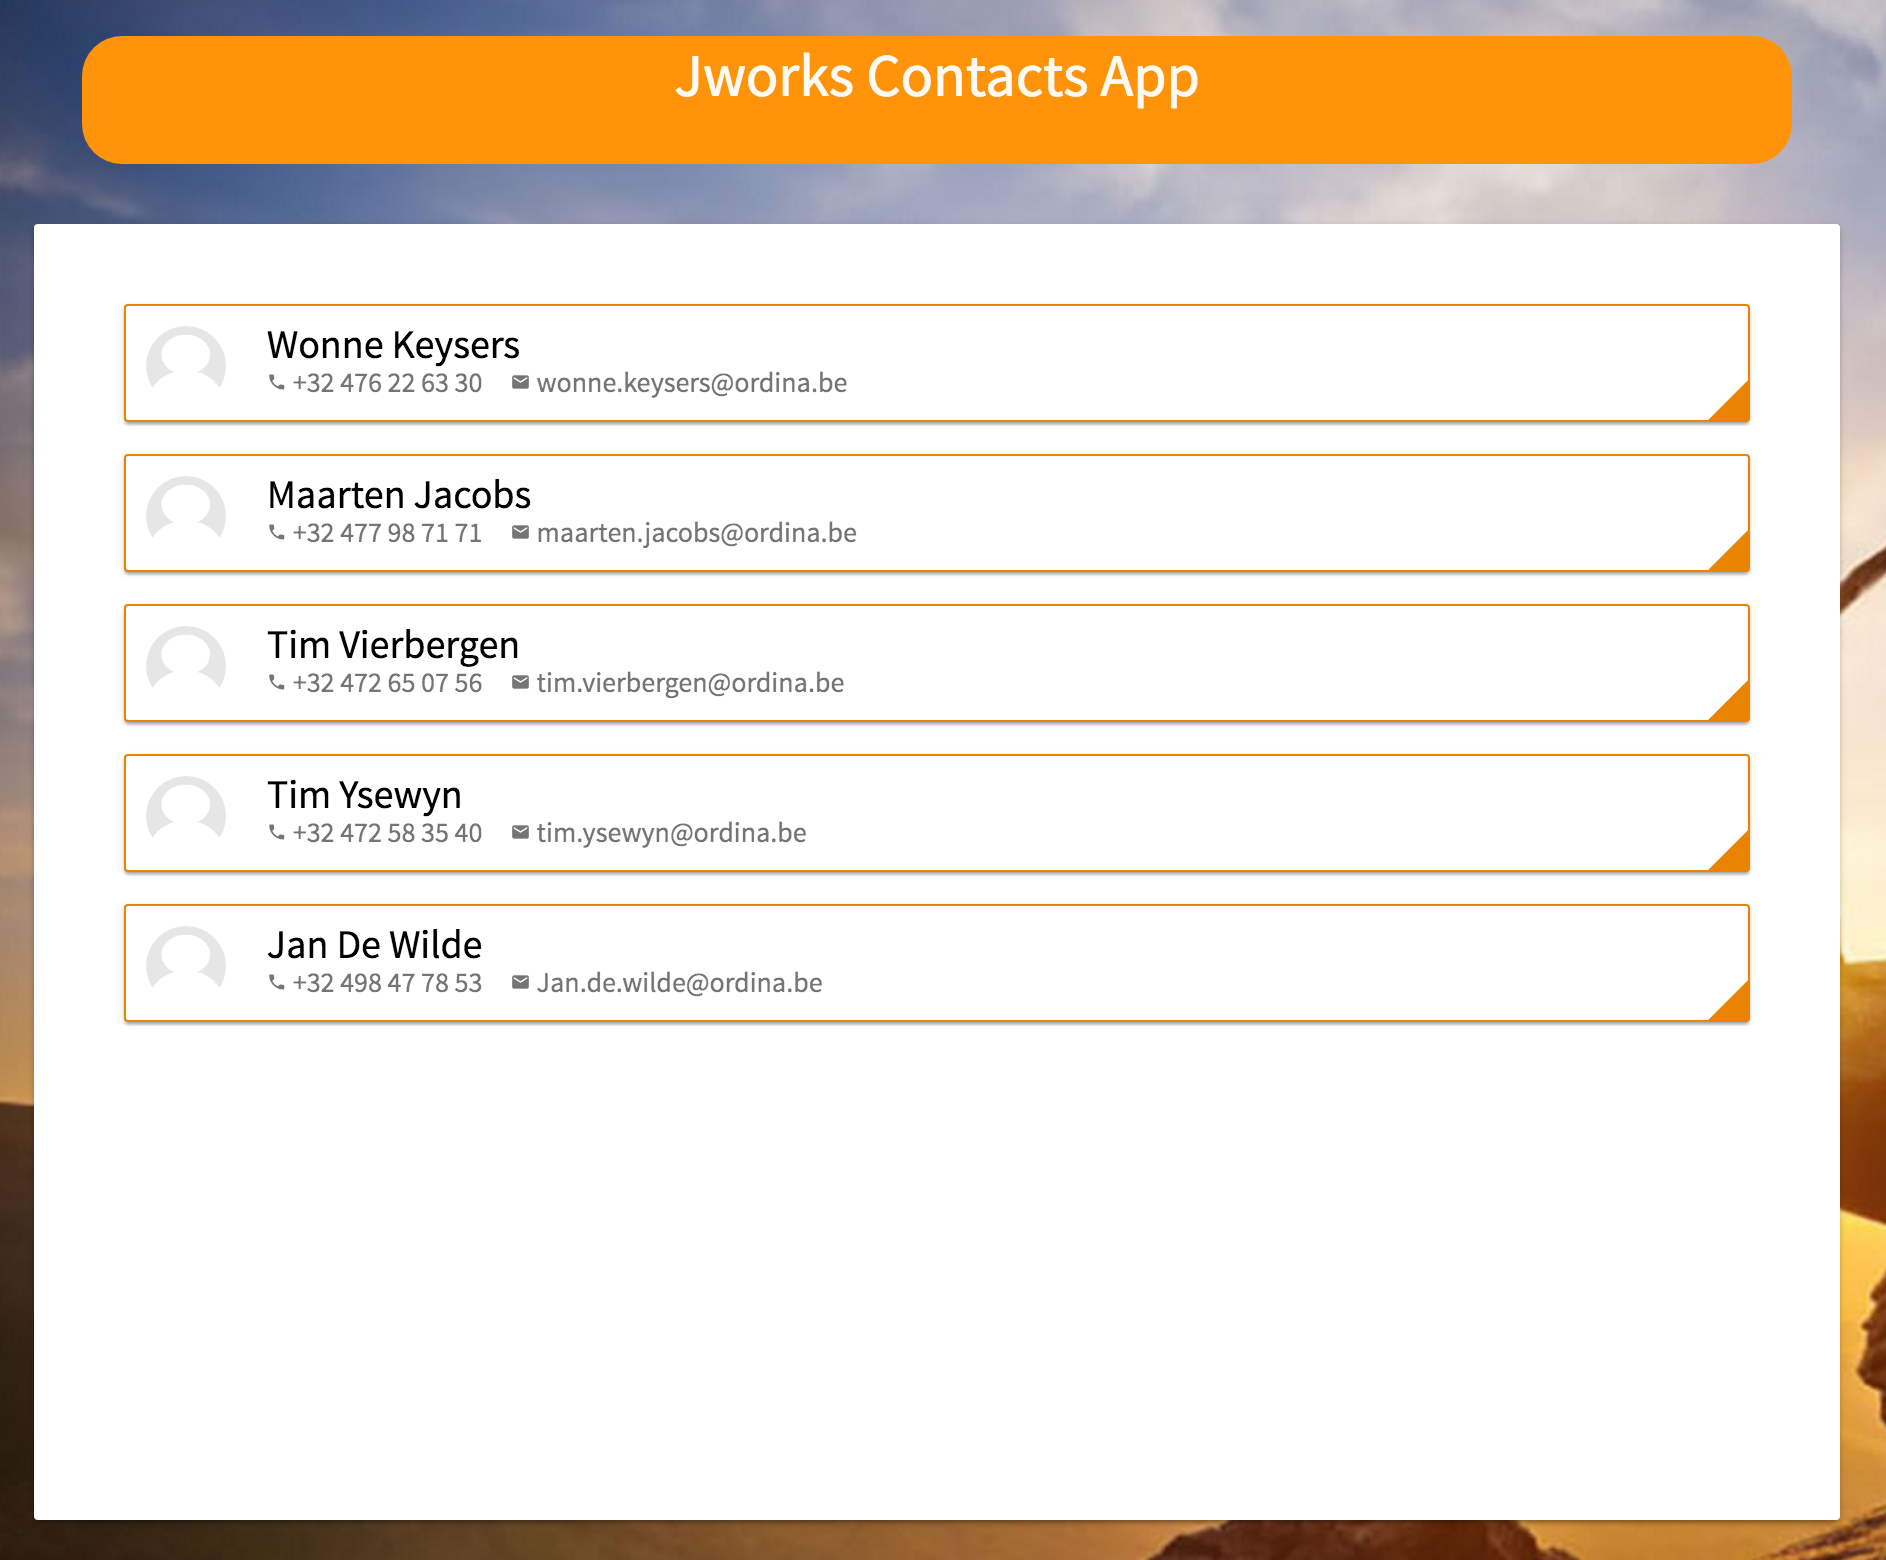 Jworks Contacts App
Wonne Keysers
+32 476 22 63 30 wonne.keysers@ordina.be
Maarten Jacobs
+32 477 98 71 71 maarten.jacobs@ordina.be
Tim Vierbergen
+32 472 65 07 56 tim.vierbergen@ordina.be
Tim Ysewyn
+32 472 58 35 40 tim.ysewyn@ordina.be
Jan De Wilde
+32 498 47 78 53 Jan.de.wilde@ordina.be